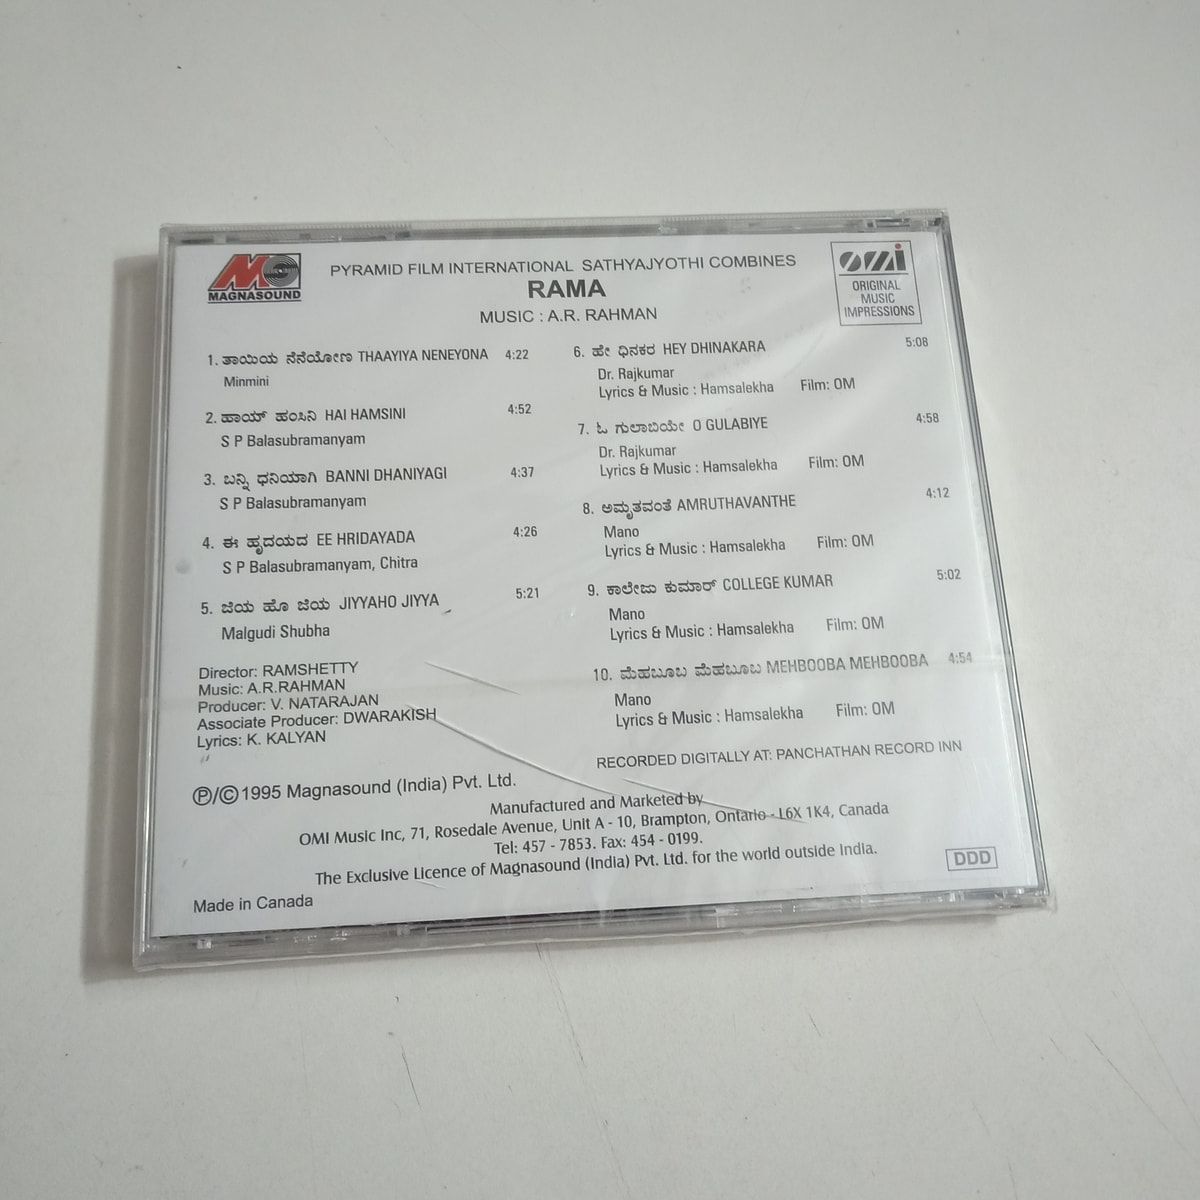 MAGNASOUND
PYRAMID FILM INTERNATIONAL SATHYAJYOTHI COMBINES
RAMA
MUSIC : A.R. RAHMAN
OMI
ORIGINAL
MUSIC
IMPRESSIONS
1. ತಾಯಿಯ ನೆನೆಯೋಣ THAAYIYA NENEYONA 4:22
Minmini
2. ಹಾಯ್ ಹಂಸಿನಿ HAI HAMSINI 4:52
S P Balasubramanyam
3. ಬನ್ನಿ ಧನಿಯಾಗಿ BANNI DHANIYAGI 4:37
S P Balasubramanyam
4. ಈ ಹೃದಯದ EE HRIDAYADA 4:26
S P Balasubramanyam, Chitra
5. ಜಿಯ ಹೊ ಜಿಯ JIYYAHO JIYYA 5:21
Malgudi Shubha
Director: RAMSHETTY
Music: A.R.RAHMAN
Producer: V. NATARAJAN
Associate Producer: DWARAKISH
Lyrics: K. KALYAN
6. ಹೇ ಧಿನಕರ HEY DHINAKARA 5:08
Dr. Rajkumar
Lyrics & Music : Hamsalekha Film: OM
7. ಓ ಗುಲಾಬಿಯೇ O GULABIYE 4:58
Dr. Rajkumar
Lyrics & Music : Hamsalekha Film: OM
8. ಅಮೃತವಂತೆ AMRUTHAVANTHE 4:12
Mano
Lyrics & Music : Hamsalekha Film: OM
9. ಕಾಲೇಜು ಕುಮಾರ್ COLLEGE KUMAR 5:02
Mano
Lyrics & Music : Hamsalekha Film: OM
10. ಮೆಹಬೂಬ ಮೆಹಬೂಬ MEHBOOBA MEHBOOBA 4:54
Mano
Lyrics & Music : Hamsalekha Film: OM
RECORDED DIGITALLY AT: PANCHATHAN RECORD INN
℗/© 1995 Magnasound (India) Pvt. Ltd.
Manufactured and Marketed by
OMI Music Inc, 71, Rosedale Avenue, Unit A - 10, Brampton, Ontario - L6X 1K4, Canada
Tel: 457 - 7853. Fax: 454 - 0199.
The Exclusive Licence of Magnasound (India) Pvt. Ltd. for the world outside India.
DDD
Made in Canada